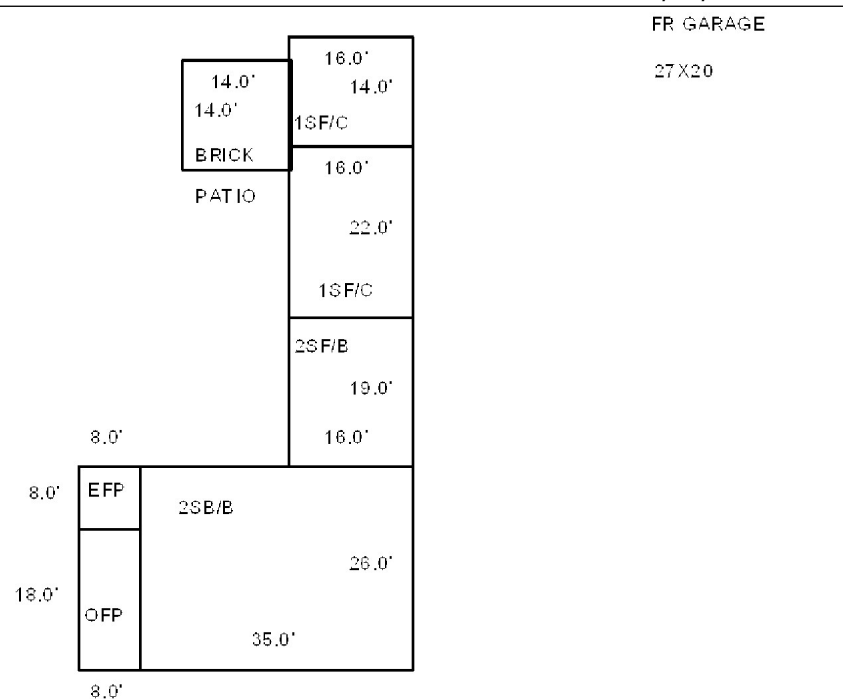 FR GARAGE
27X20
16.0'
14.0'
14.0'
14.0'
1SF/C
BRICK
PATIO
16.0'
22.0'
1SF/C
2SF/B
19.0'
16.0'
8.0'
8.0'
EFP
2SB/B
26.0'
18.0'
OFP
35.0'
8.0'